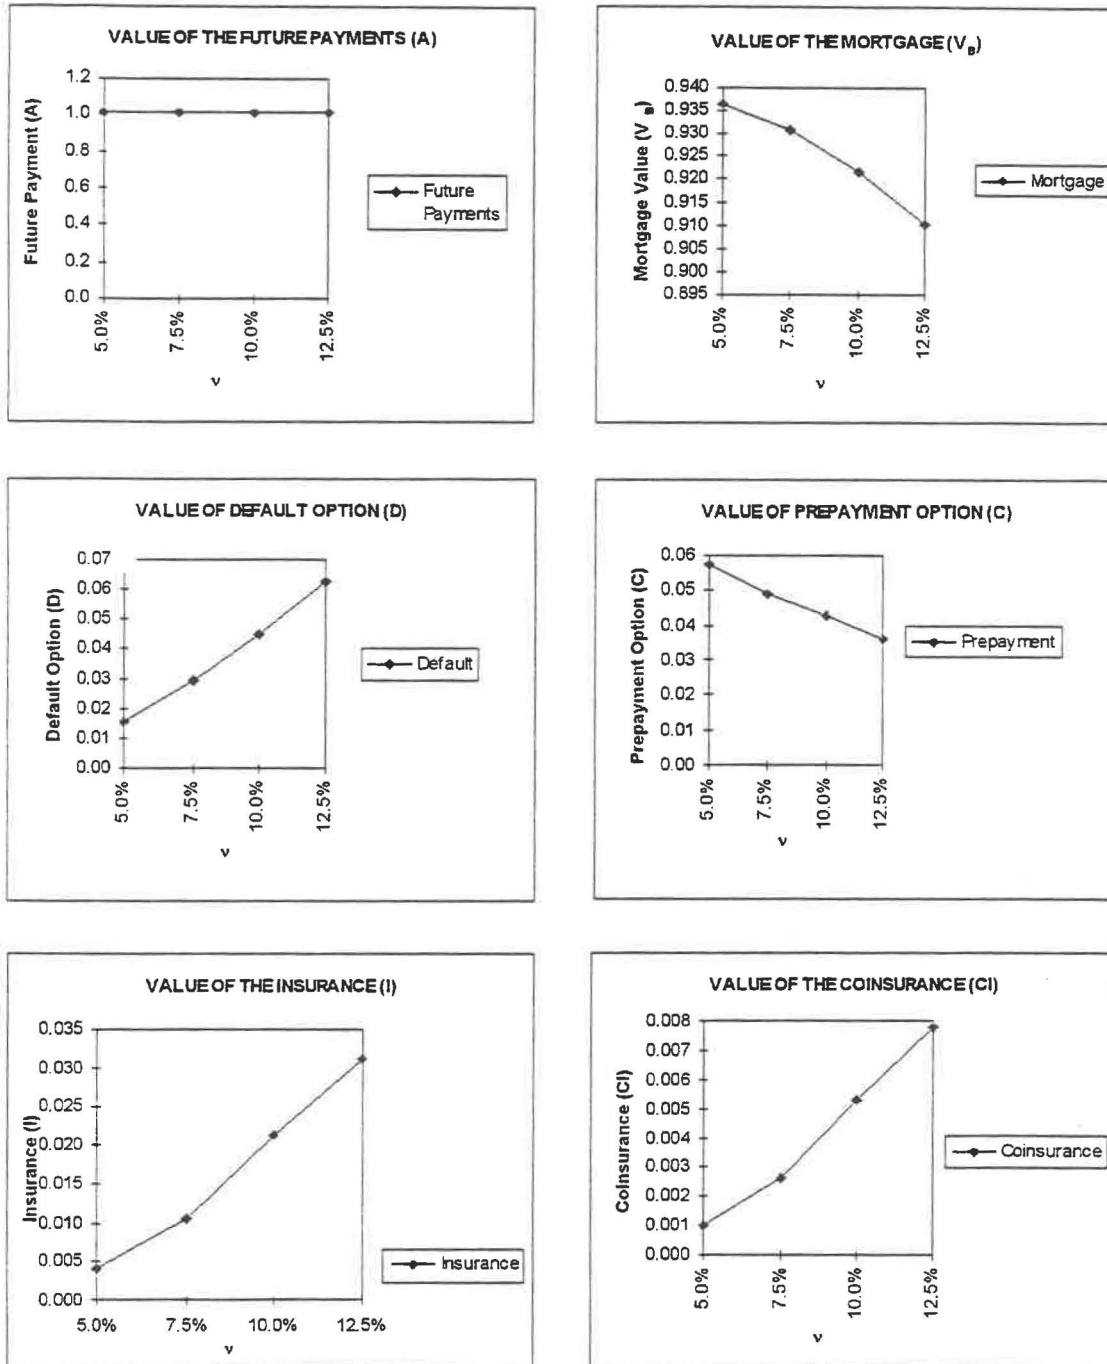 VALUE OF THE FUTURE PAYMENTS (A)
Future Payment (A)
1.2
1.0
0.8
0.6
0.4
0.2
0.0
5.0%
7.5%
10.0%
12.5%
ν
Future
Payments
VALUE OF THE MORTGAGE (V_B)
Mortgage Value (V_B)
0.940
0.935
0.930
0.925
0.920
0.915
0.910
0.905
0.900
0.895
5.0%
7.5%
10.0%
12.5%
ν
Mortgage
VALUE OF DEFAULT OPTION (D)
Default Option (D)
0.07
0.06
0.05
0.04
0.03
0.02
0.01
0.00
5.0%
7.5%
10.0%
12.5%
ν
Default
VALUE OF PREPAYMENT OPTION (C)
Prepayment Option (C)
0.06
0.05
0.04
0.03
0.02
0.01
0.00
5.0%
7.5%
10.0%
12.5%
ν
Prepayment
VALUE OF THE INSURANCE (I)
Insurance (I)
0.035
0.030
0.025
0.020
0.015
0.010
0.005
0.000
5.0% 7.5% 10.0% 12.5%
ν
Insurance
VALUE OF THE COINSURANCE (CI)
Coinsurance (CI)
0.008
0.007
0.006
0.005
0.004
0.003
0.002
0.001
0.000
5.0%
7.5%
10.0%
12.5%
ν
Coinsurance